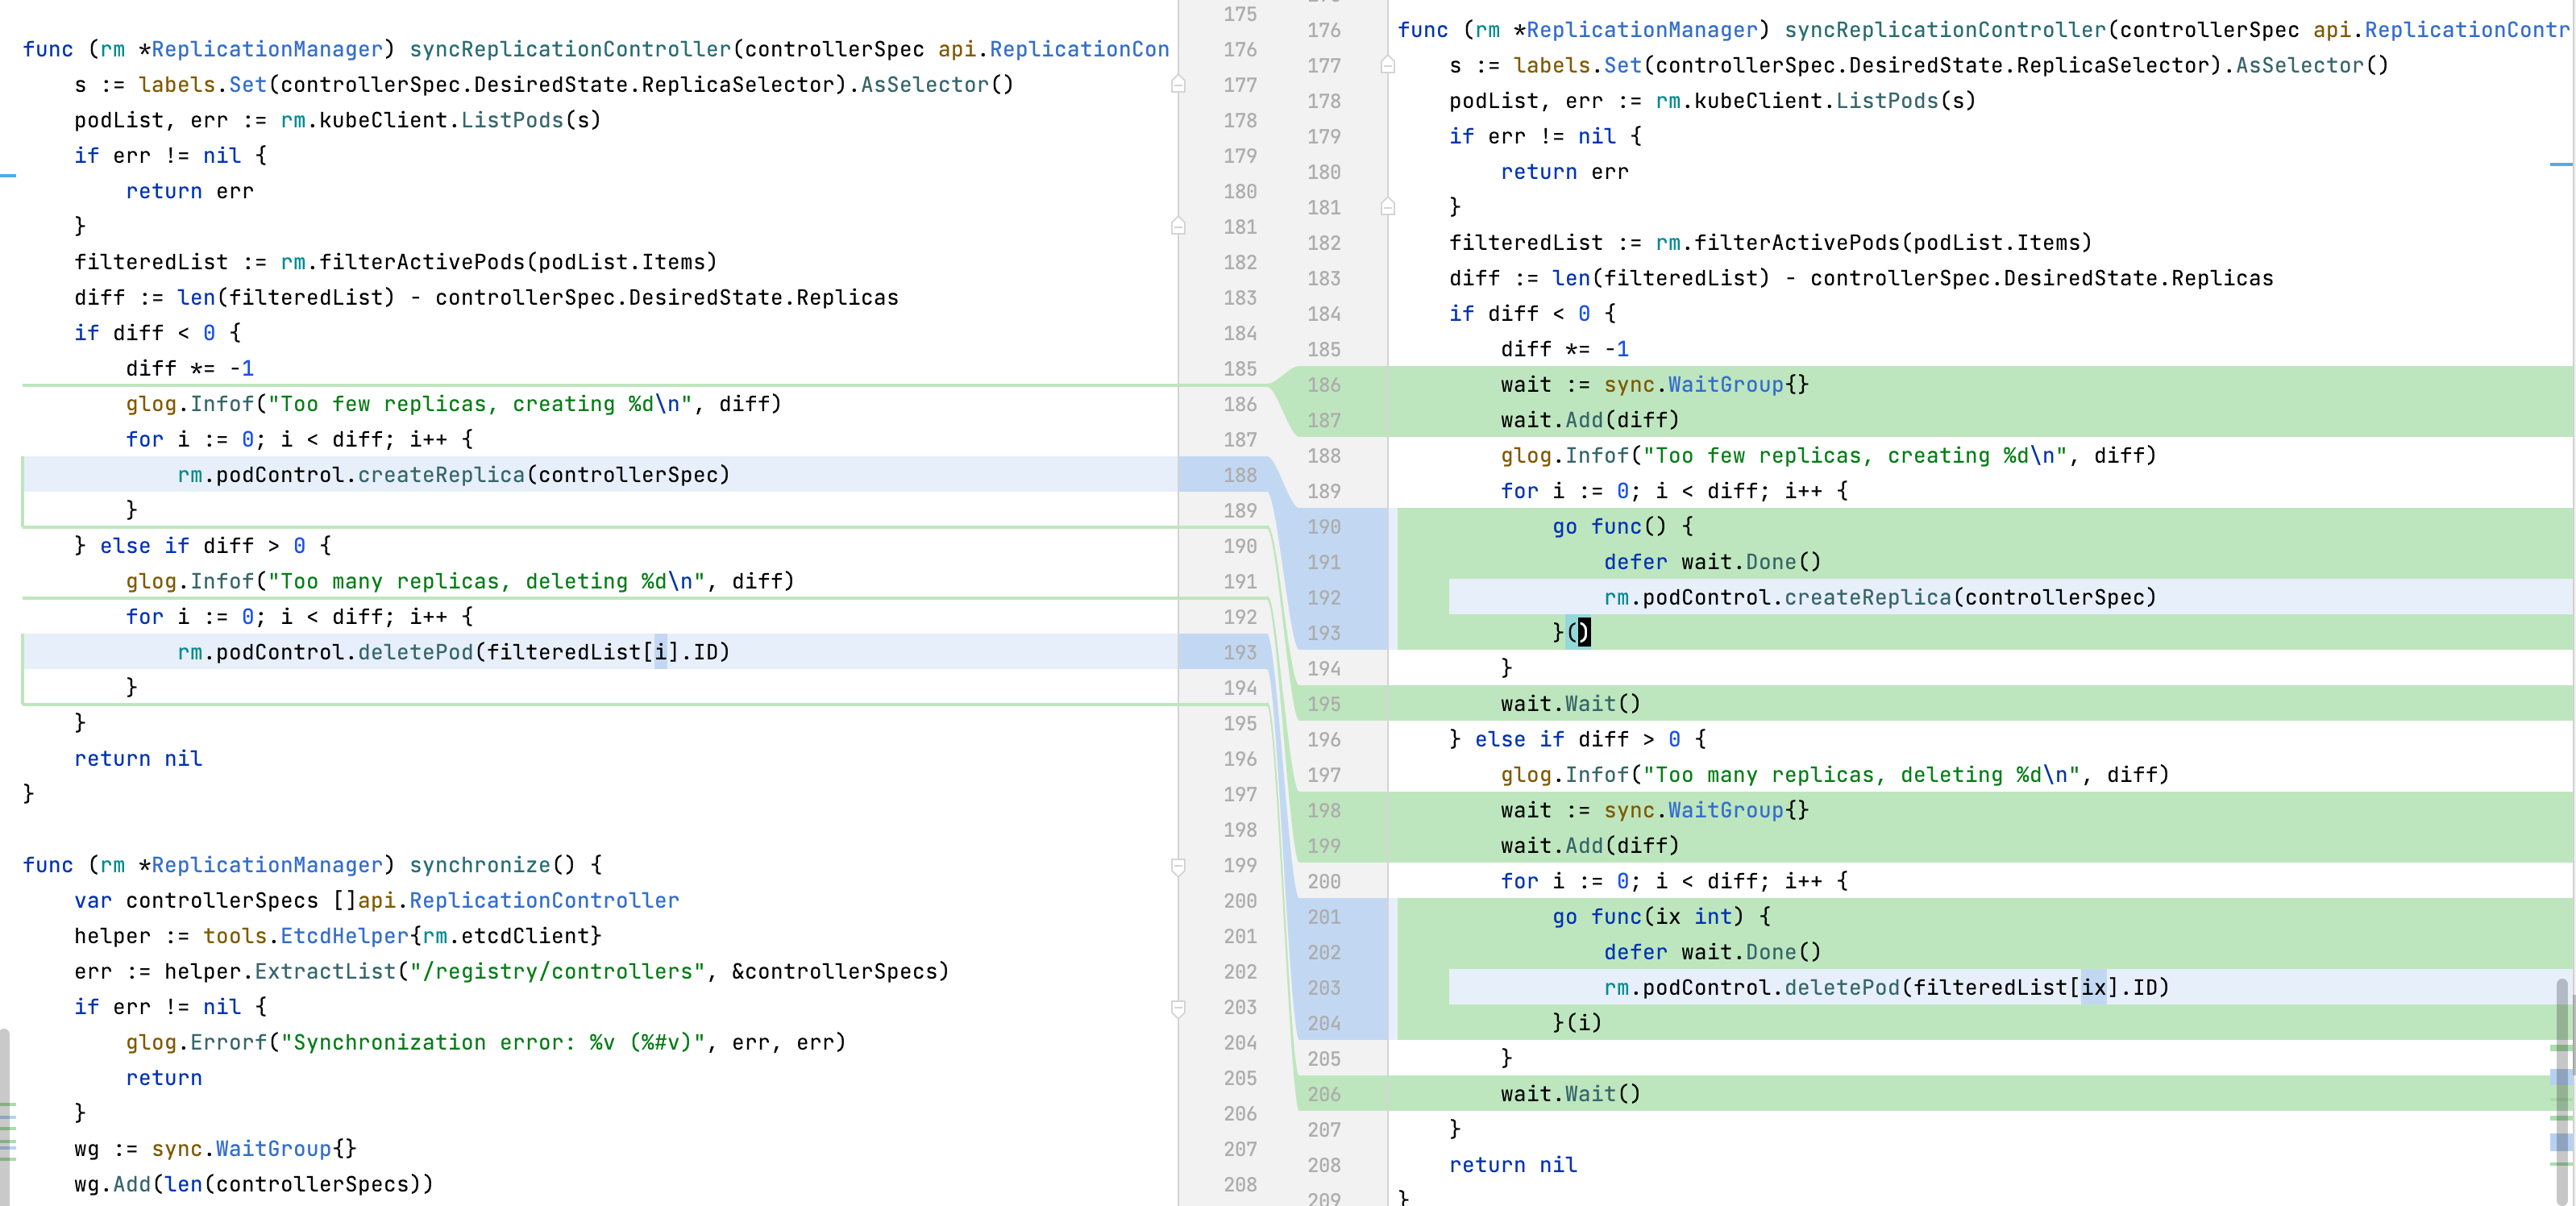 175
func (rm *ReplicationManager) syncReplicationController(controllerSpec api.ReplicationCon 176
s := labels.Set(controllerSpec.DesiredState.ReplicaSelector).AsSelector() 177
podList, err := rm.kubeClient.ListPods(s) 178
if err != nil { 179
return err 180
} 181
filteredList := rm.filterActivePods(podList.Items) 182
diff := len(filteredList) - controllerSpec.DesiredState.Replicas 183
if diff < 0 { 184
diff *= -1 185
glog.Infof("Too few replicas, creating %d\n", diff) 186
for i := 0; i < diff; i++ { 187
rm.podControl.createReplica(controllerSpec) 188
} 189
} else if diff > 0 { 190
glog.Infof("Too many replicas, deleting %d\n", diff) 191
for i := 0; i < diff; i++ { 192
rm.podControl.deletePod(filteredList[i].ID) 193
} 194
} 195
return nil 196
} 197
198
func (rm *ReplicationManager) synchronize() { 199
var controllerSpecs []api.ReplicationController 200
helper := tools.EtcdHelper{rm.etcdClient} 201
err := helper.ExtractList("/registry/controllers", &controllerSpecs) 202
if err != nil { 203
glog.Errorf("Synchronization error: %v (%#v)", err, err) 204
return 205
} 206
wg := sync.WaitGroup{} 207
wg.Add(len(controllerSpecs)) 208
176 func (rm *ReplicationManager) syncReplicationController(controllerSpec api.ReplicationContr
177 s := labels.Set(controllerSpec.DesiredState.ReplicaSelector).AsSelector()
178 podList, err := rm.kubeClient.ListPods(s)
179 if err != nil {
180 return err
181 }
182 filteredList := rm.filterActivePods(podList.Items)
183 diff := len(filteredList) - controllerSpec.DesiredState.Replicas
184 if diff < 0 {
185 diff *= -1
186 wait := sync.WaitGroup{}
187 wait.Add(diff)
188 glog.Infof("Too few replicas, creating %d\n", diff)
189 for i := 0; i < diff; i++ {
190 go func() {
191 defer wait.Done()
192 rm.podControl.createReplica(controllerSpec)
193 }()
194 }
195 wait.Wait()
196 } else if diff > 0 {
197 glog.Infof("Too many replicas, deleting %d\n", diff)
198 wait := sync.WaitGroup{}
199 wait.Add(diff)
200 for i := 0; i < diff; i++ {
201 go func(ix int) {
202 defer wait.Done()
203 rm.podControl.deletePod(filteredList[ix].ID)
204 }(i)
205 }
206 wait.Wait()
207 }
208 return nil
209 }